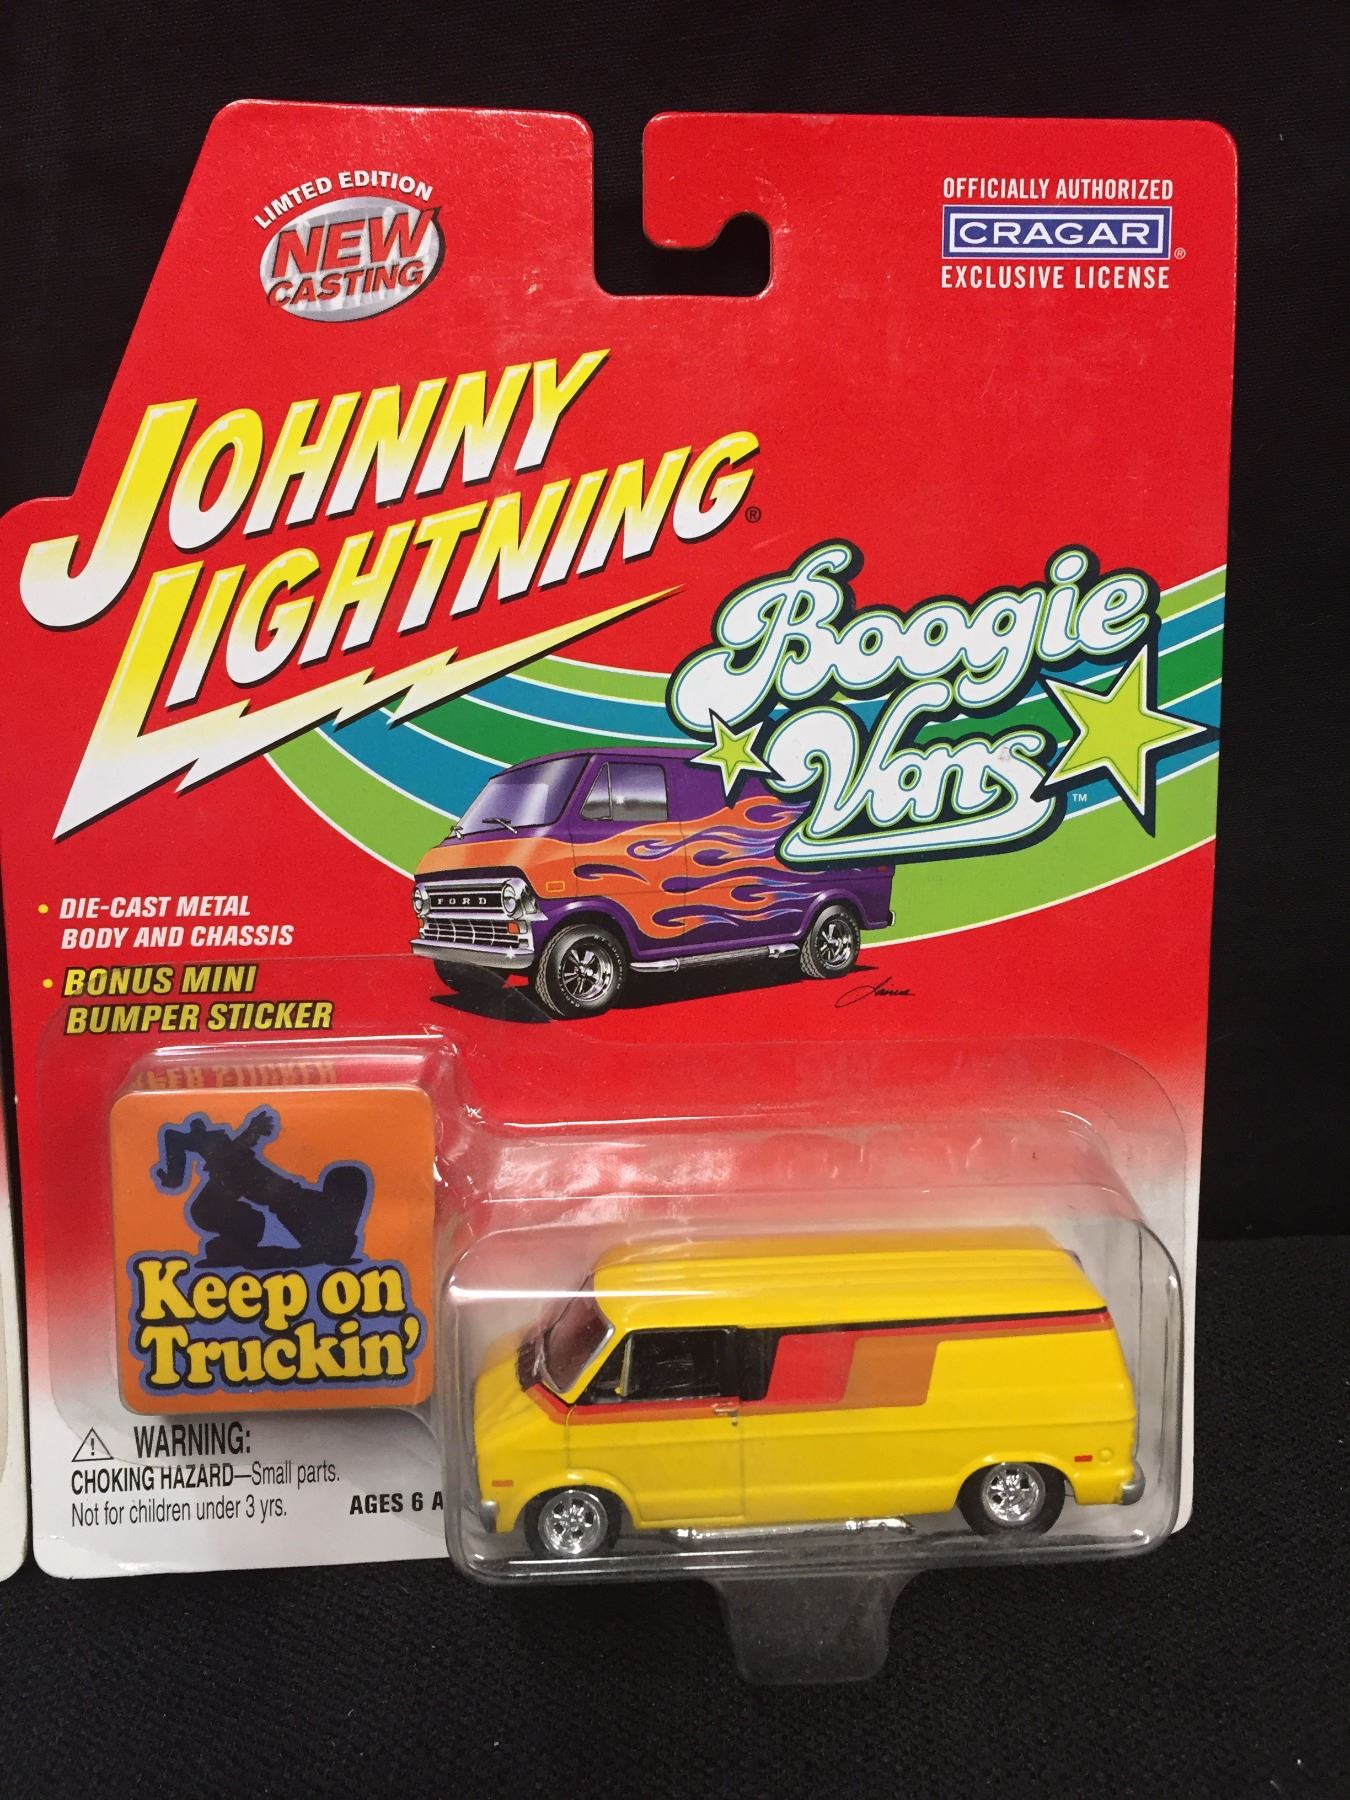 LIMTED EDITION
NEW
CASTING
OFFICIALLY AUTHORIZED
CRAGAR®
EXCLUSIVE LICENSE
JOHNNY
LIGHTNING®
Boogie
Vans™
FORD
• DIE-CAST METAL
BODY AND CHASSIS
• BONUS MINI
BUMPER STICKER
Keep on
Truckin'
WARNING:
CHOKING HAZARD—Small parts.
Not for children under 3 yrs.
AGES 6 A